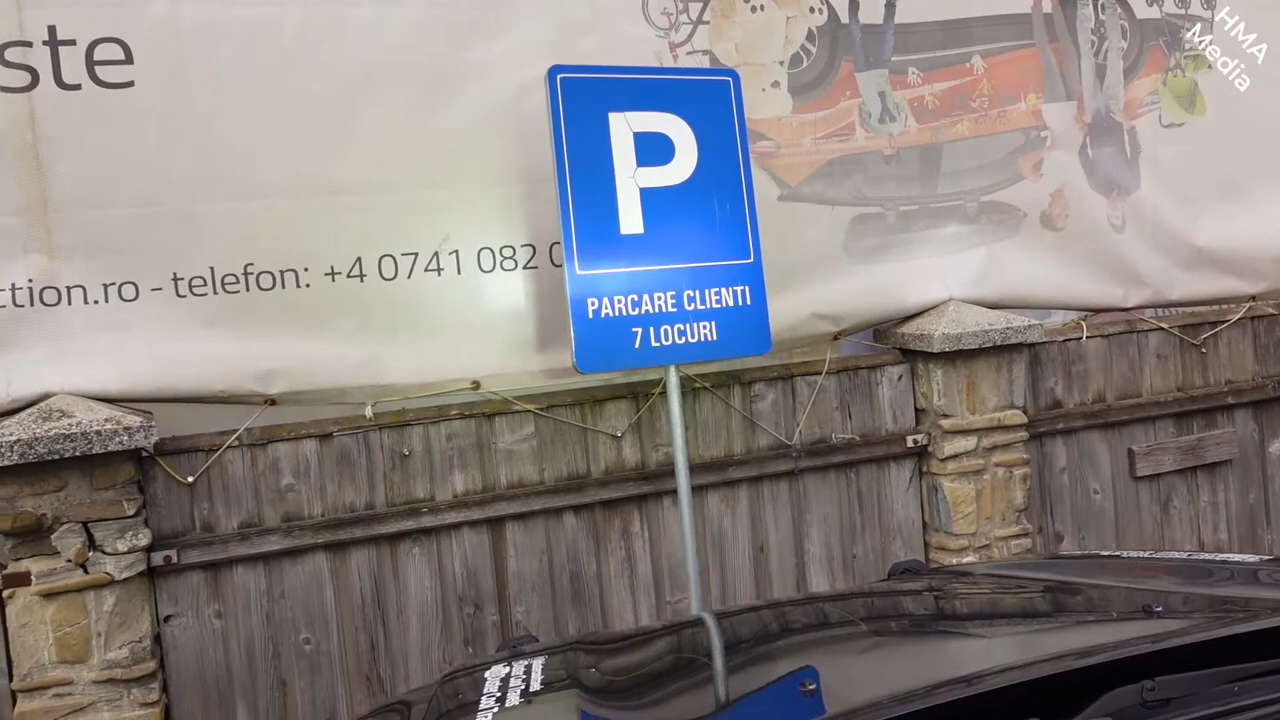 ste
HMA
Media
P
ction.ro - telefon: +4 0741 082 0
PARCARE CLIENTI
7 LOCURI